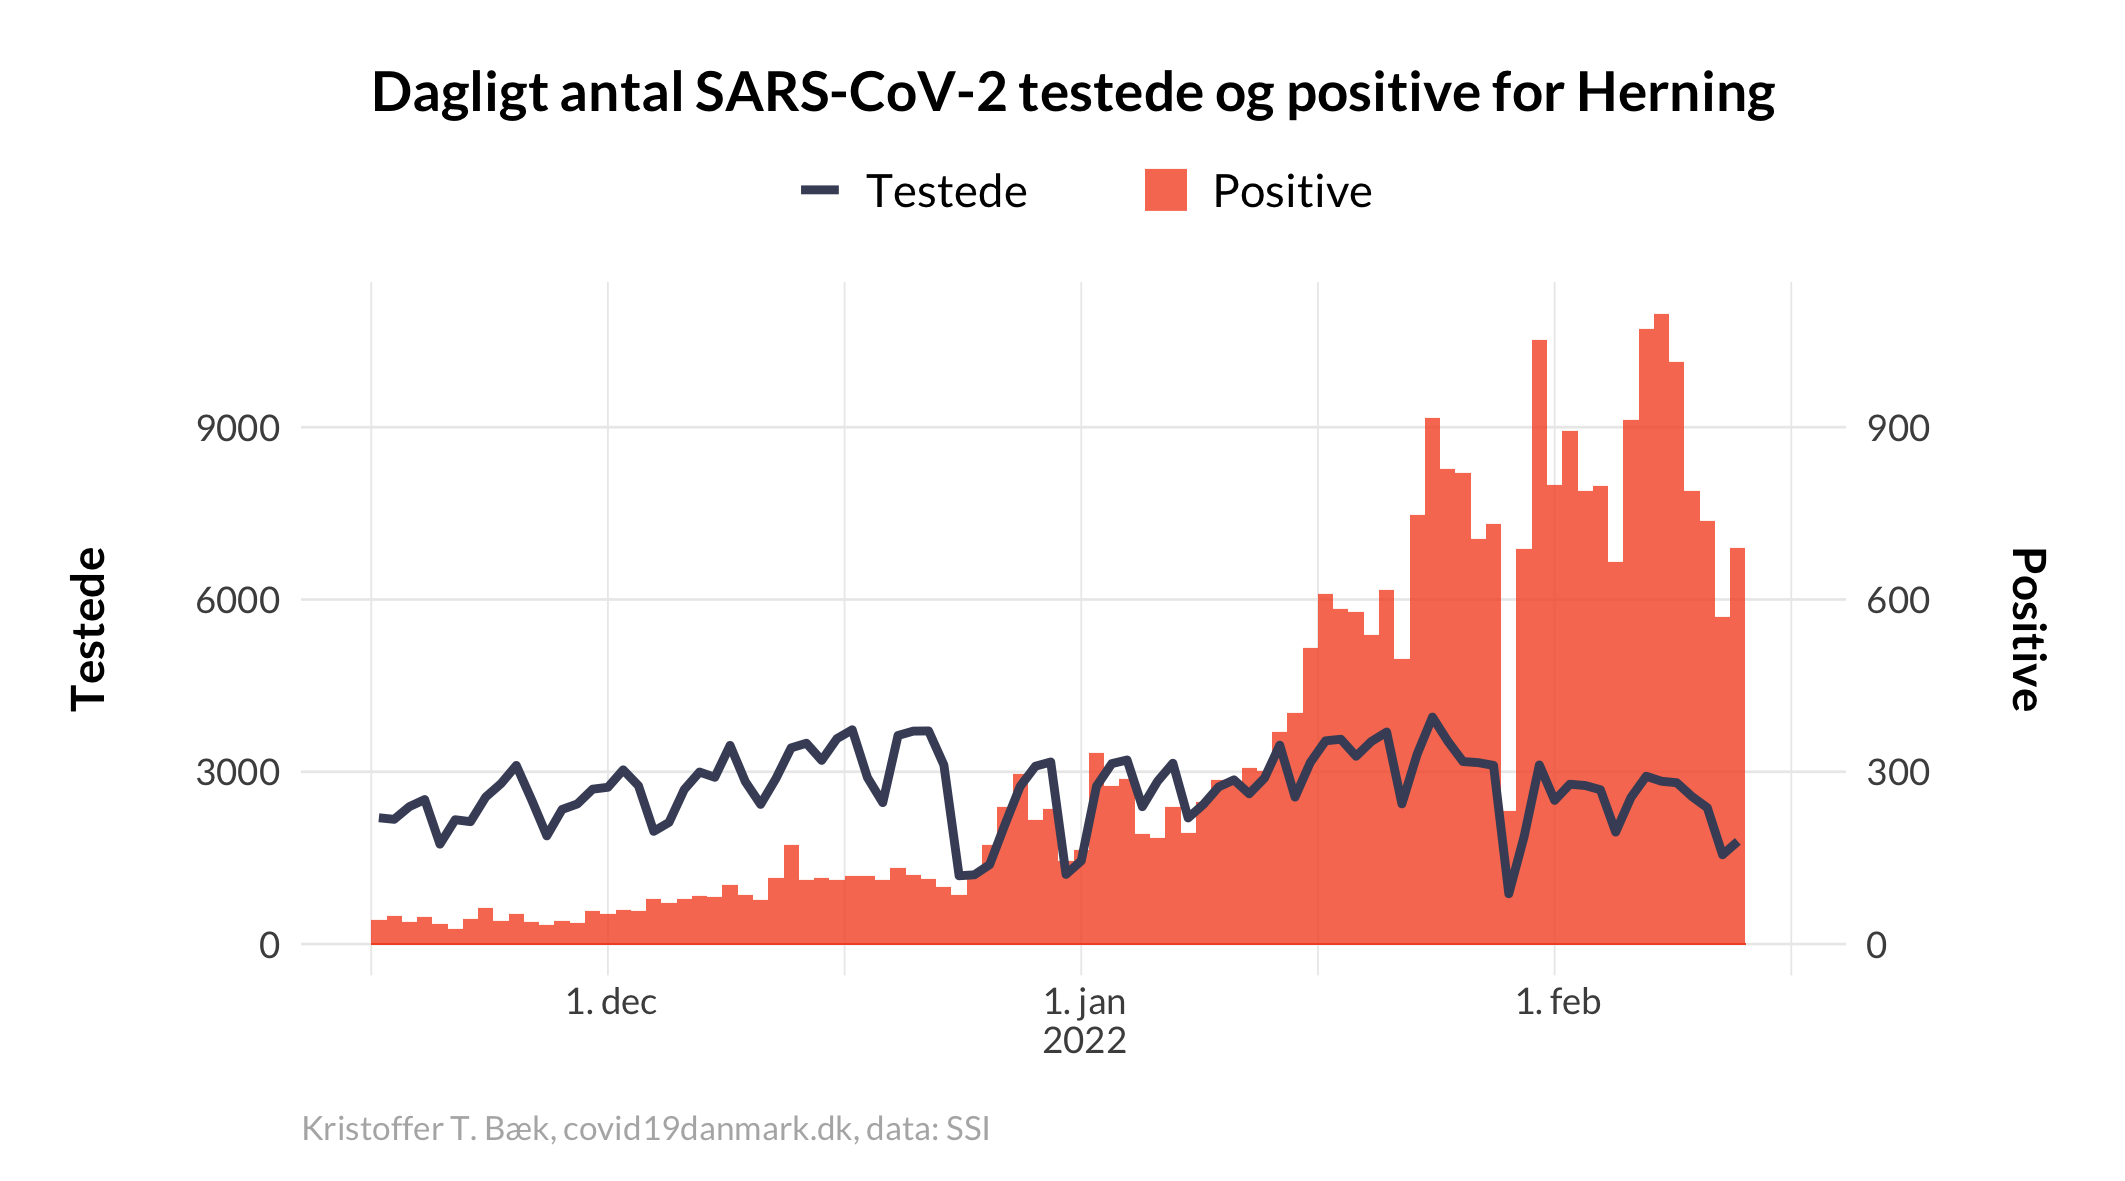 Dagligt antal SARS-CoV-2 testede og positive for Herning
Testede
Positive
9000
6000
3000
0
Testede
900
600
300
0
Positive
1. dec
1. jan
2022
1. feb
Kristoffer T. Bæk, covid19danmark.dk, data: SSI